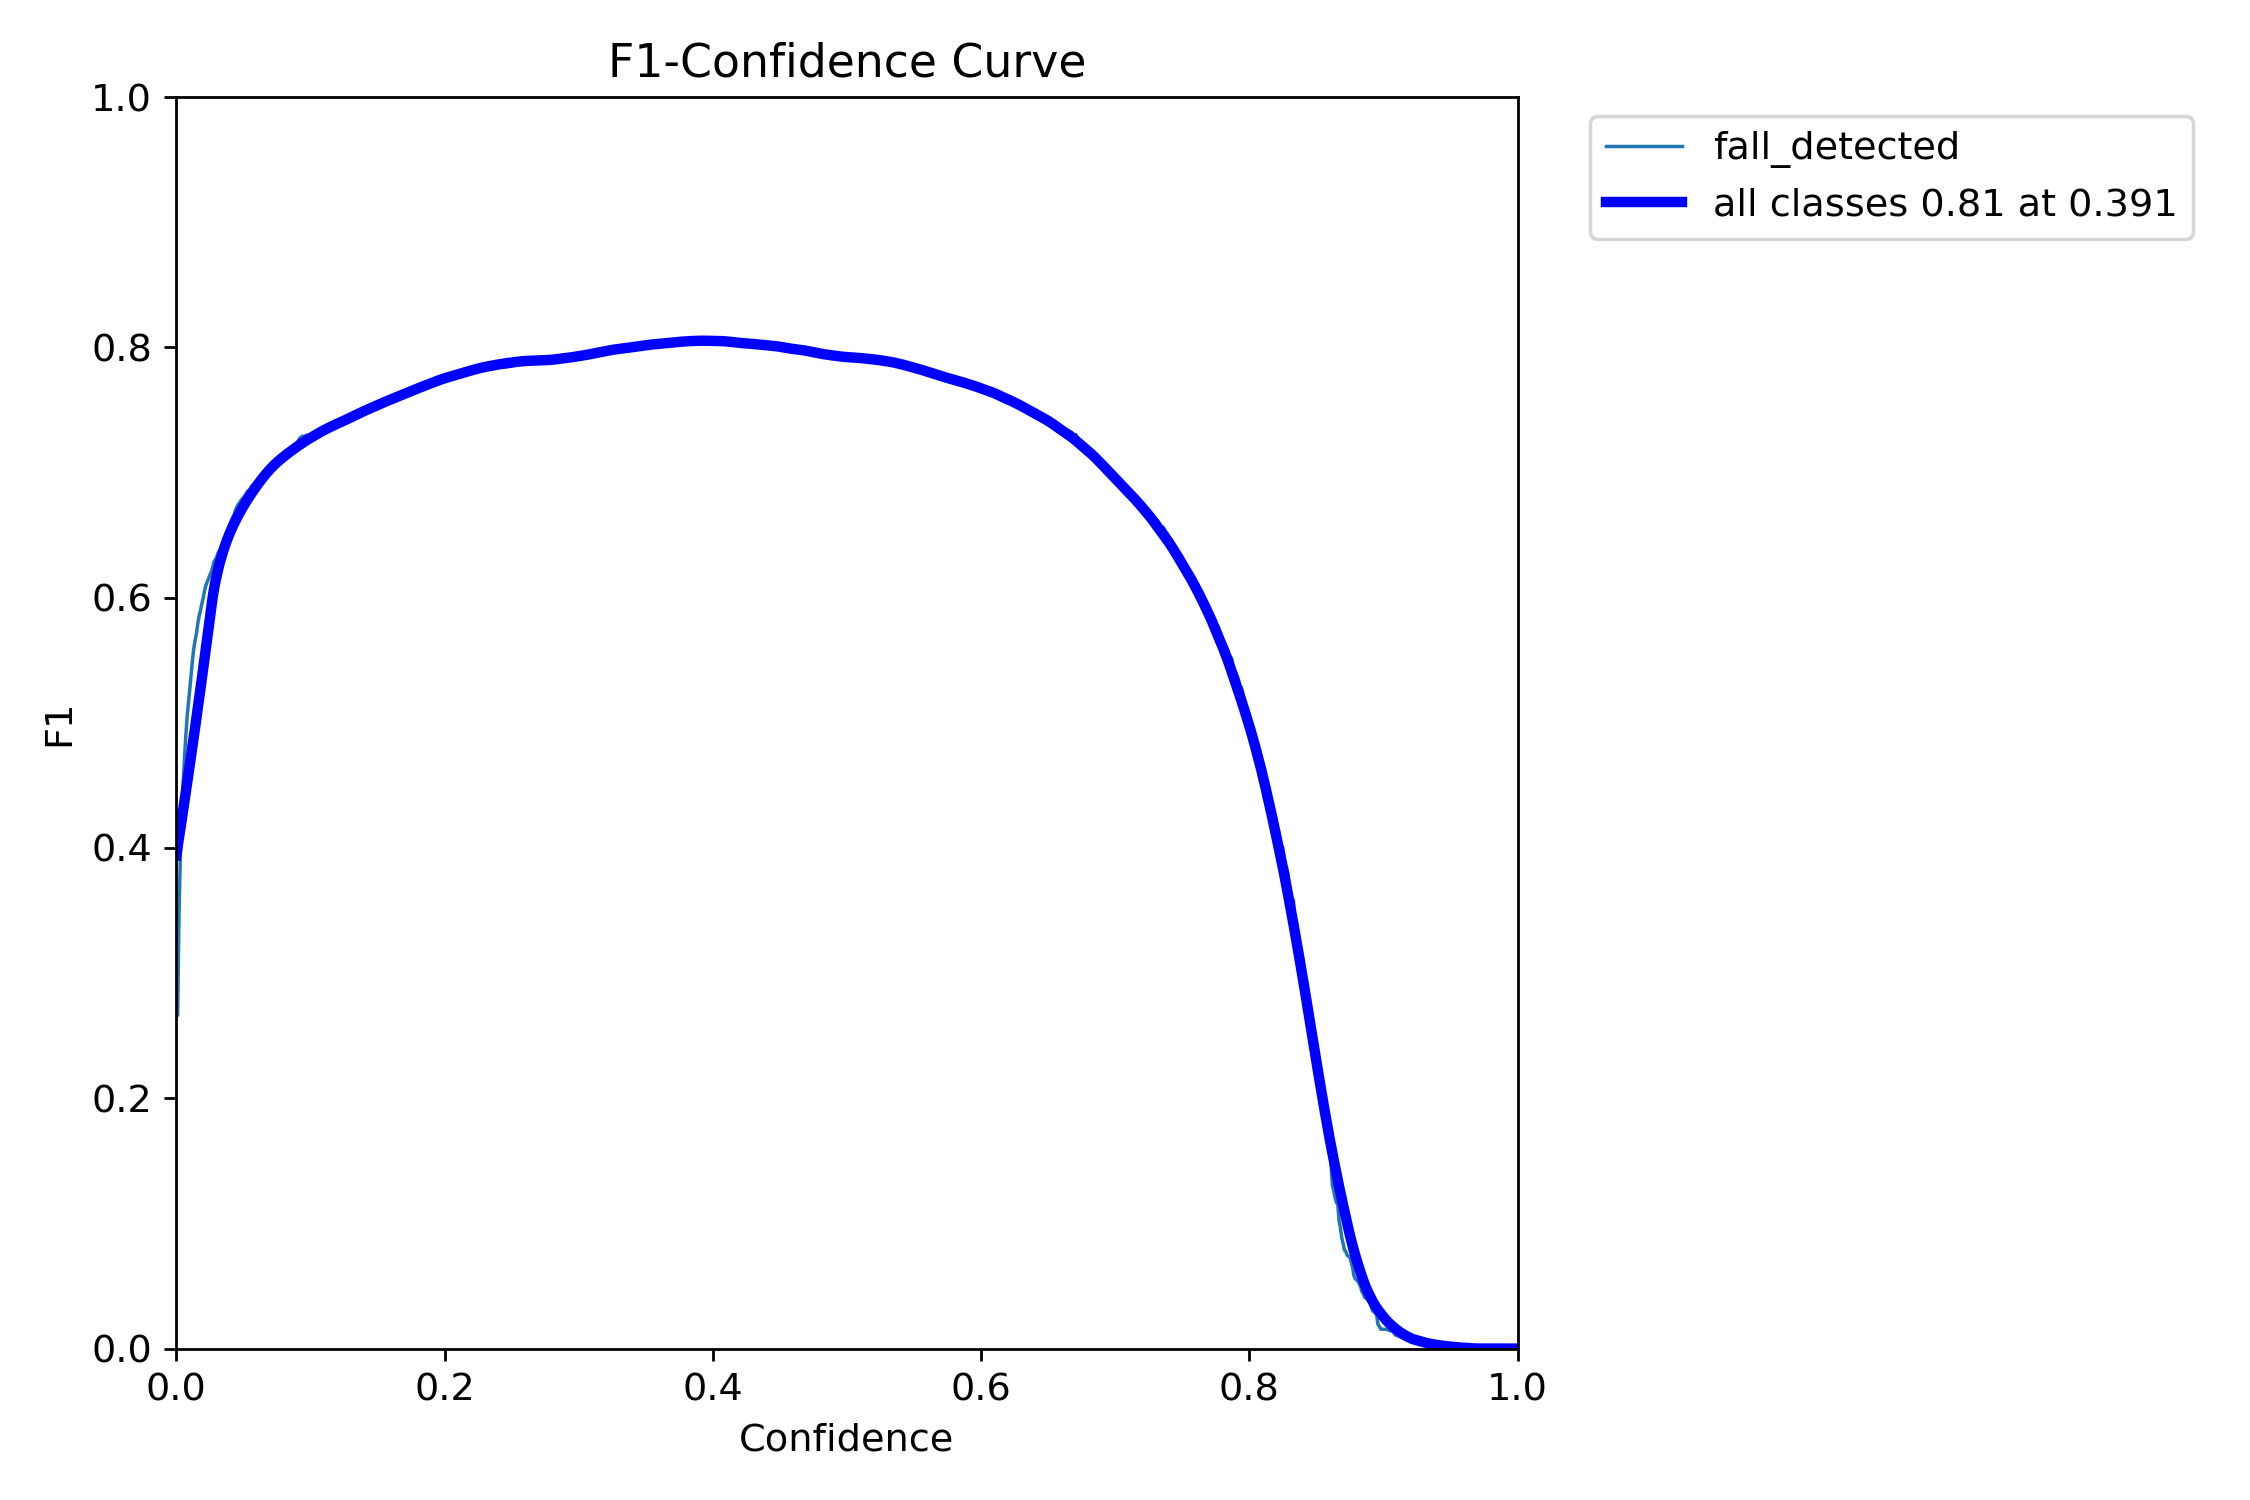 F1-Confidence Curve
1.0
0.8
0.6
0.4
0.2
0.0
F1
0.0 0.2 0.4 0.6 0.8 1.0
Confidence
fall_detected
all classes 0.81 at 0.391